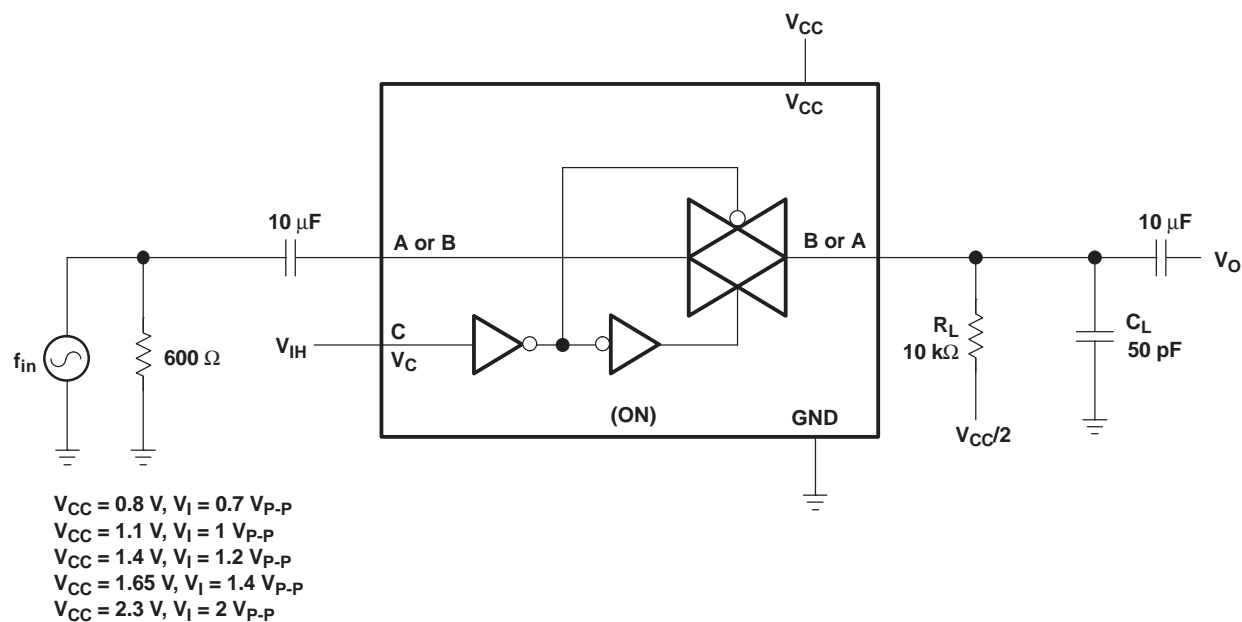 VCC
VCC
10 μF
A or B
B or A
10 μF
VO
fin
600 Ω
VIH
C
VC
RL
10 kΩ
CL
50 pF
(ON)
GND
VCC/2
VCC = 0.8 V, VI = 0.7 VP-P
VCC = 1.1 V, VI = 1 VP-P
VCC = 1.4 V, VI = 1.2 VP-P
VCC = 1.65 V, VI = 1.4 VP-P
VCC = 2.3 V, VI = 2 VP-P